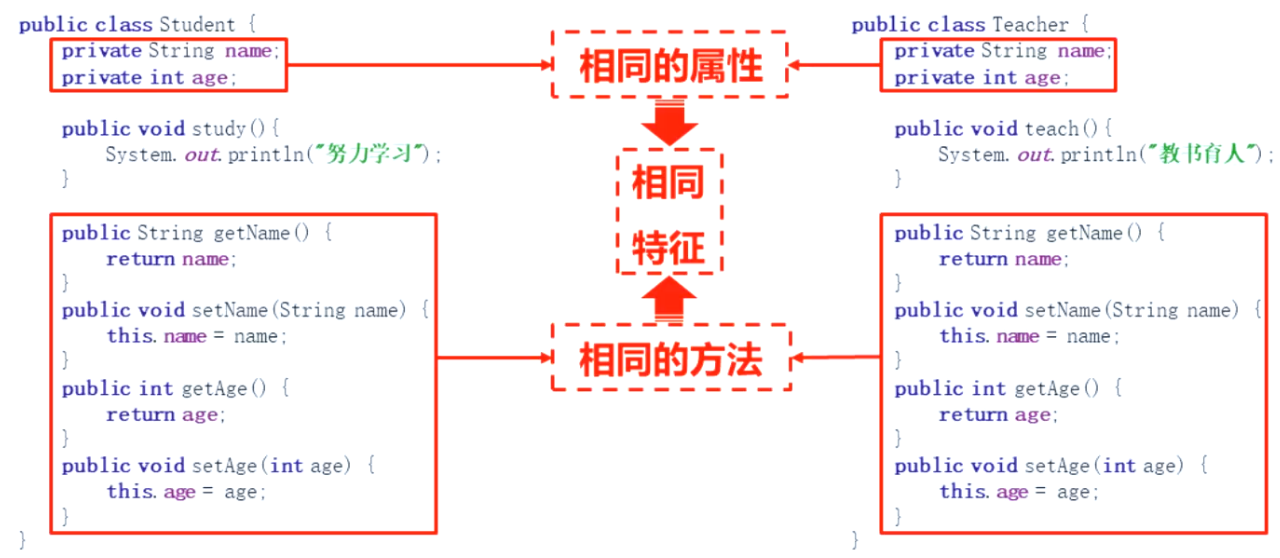 public class Student {
private String name;
private int age;
public void study(){
System.out.println("努力学习");
}
public String getName() {
return name;
}
public void setName(String name) {
this.name = name;
}
public int getAge() {
return age;
}
public void setAge(int age) {
this.age = age;
}
}
相同的属性
相同
特征
相同的方法
public class Teacher {
private String name;
private int age;
public void teach(){
System.out.println("教书育人");
}
public String getName() {
return name;
}
public void setName(String name) {
this.name = name;
}
public int getAge() {
return age;
}
public void setAge(int age) {
this.age = age;
}
}